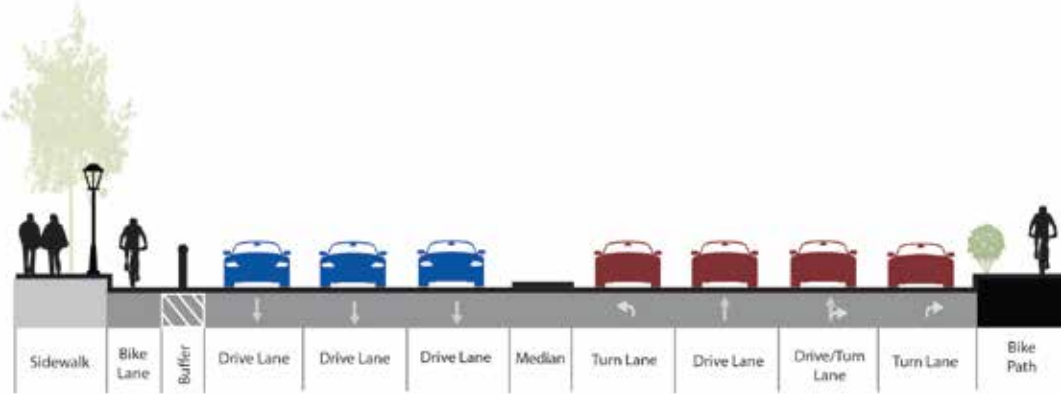 Sidewalk
Bike
Lane
Buffer
Drive Lane
Drive Lane
Drive Lane
Median
Turn Lane
Drive Lane
Drive/Turn
Lane
Turn Lane
Bike
Path